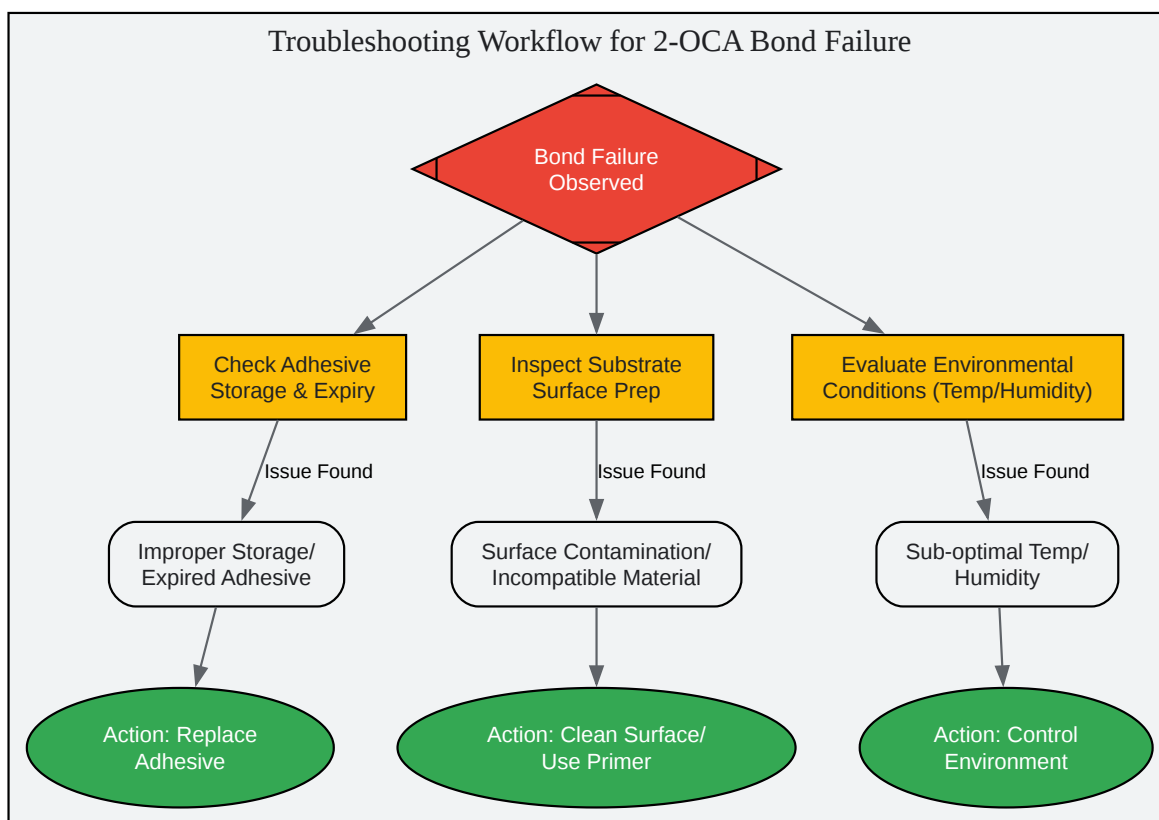 Troubleshooting Workflow for 2-OCA Bond Failure
Bond Failure
Observed
Check Adhesive
Storage & Expiry
Inspect Substrate
Surface Prep
Evaluate Environmental
Conditions (Temp/Humidity)
Issue Found
Issue Found
Issue Found
Improper Storage/
Expired Adhesive
Surface Contamination/
Incompatible Material
Sub-optimal Temp/
Humidity
Action: Replace
Adhesive
Action: Clean Surface/
Use Primer
Action: Control
Environment